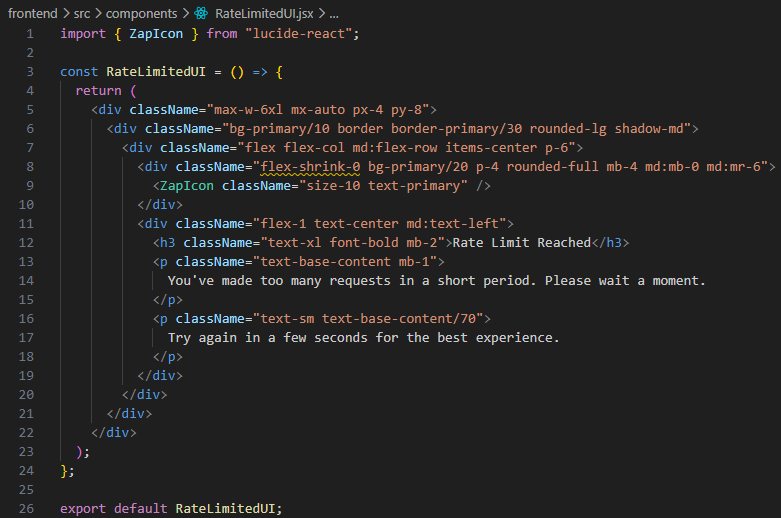 frontend > src > components > RateLimitedUI.jsx > ...
1 import { ZapIcon } from "lucide-react";
2
3 const RateLimitedUI = () => {
4   return (
5     <div className="max-w-6xl mx-auto px-4 py-8">
6       <div className="bg-primary/10 border border-primary/30 rounded-lg shadow-md">
7         <div className="flex flex-col md:flex-row items-center p-6">
8           <div className="flex-shrink-0 bg-primary/20 p-4 rounded-full mb-4 md:mb-0 md:mr-6">
9             <ZapIcon className="size-10 text-primary" />
10           </div>
11           <div className="flex-1 text-center md:text-left">
12             <h3 className="text-xl font-bold mb-2">Rate Limit Reached</h3>
13             <p className="text-base-content mb-1">
14               You've made too many requests in a short period. Please wait a moment.
15             </p>
16             <p className="text-sm text-base-content/70">
17               Try again in a few seconds for the best experience.
18             </p>
19           </div>
20         </div>
21       </div>
22     </div>
23   );
24 };
25
26 export default RateLimitedUI;